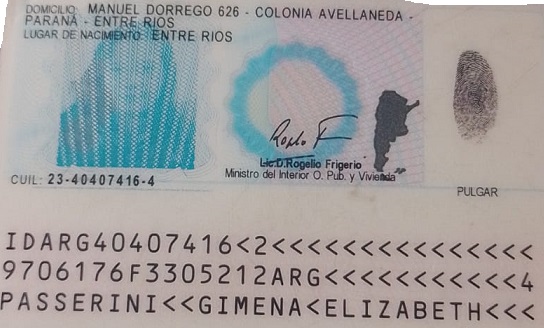 DOMICILIO: MANUEL DORREGO 626 - COLONIA AVELLANEDA -
PARANÁ - ENTRE RIOS
LUGAR DE NACIMIENTO: ENTRE RIOS
Lic.D.Rogelio Frigerio
Ministro del Interior O. Pub. y Vivienda
CUIL: 23-40407416-4
PULGAR
IDARG40407416<2<<<<<<<<<<<<<<<
9706176F3305212ARG<<<<<<<<<<<4
PASSERINI<<GIMENA<ELIZABETH<<<